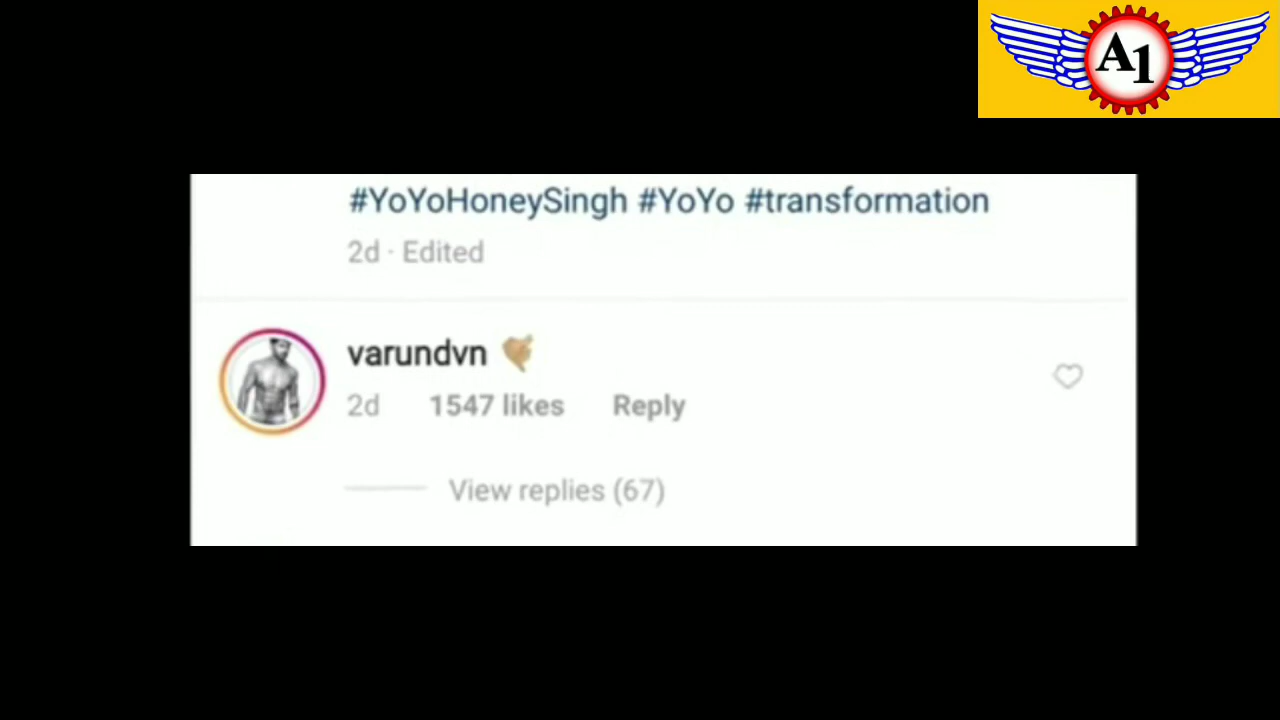 A1
#YoYoHoneySingh #YoYo #transformation
2d · Edited
varundvn
2d 1547 likes Reply
View replies (67)